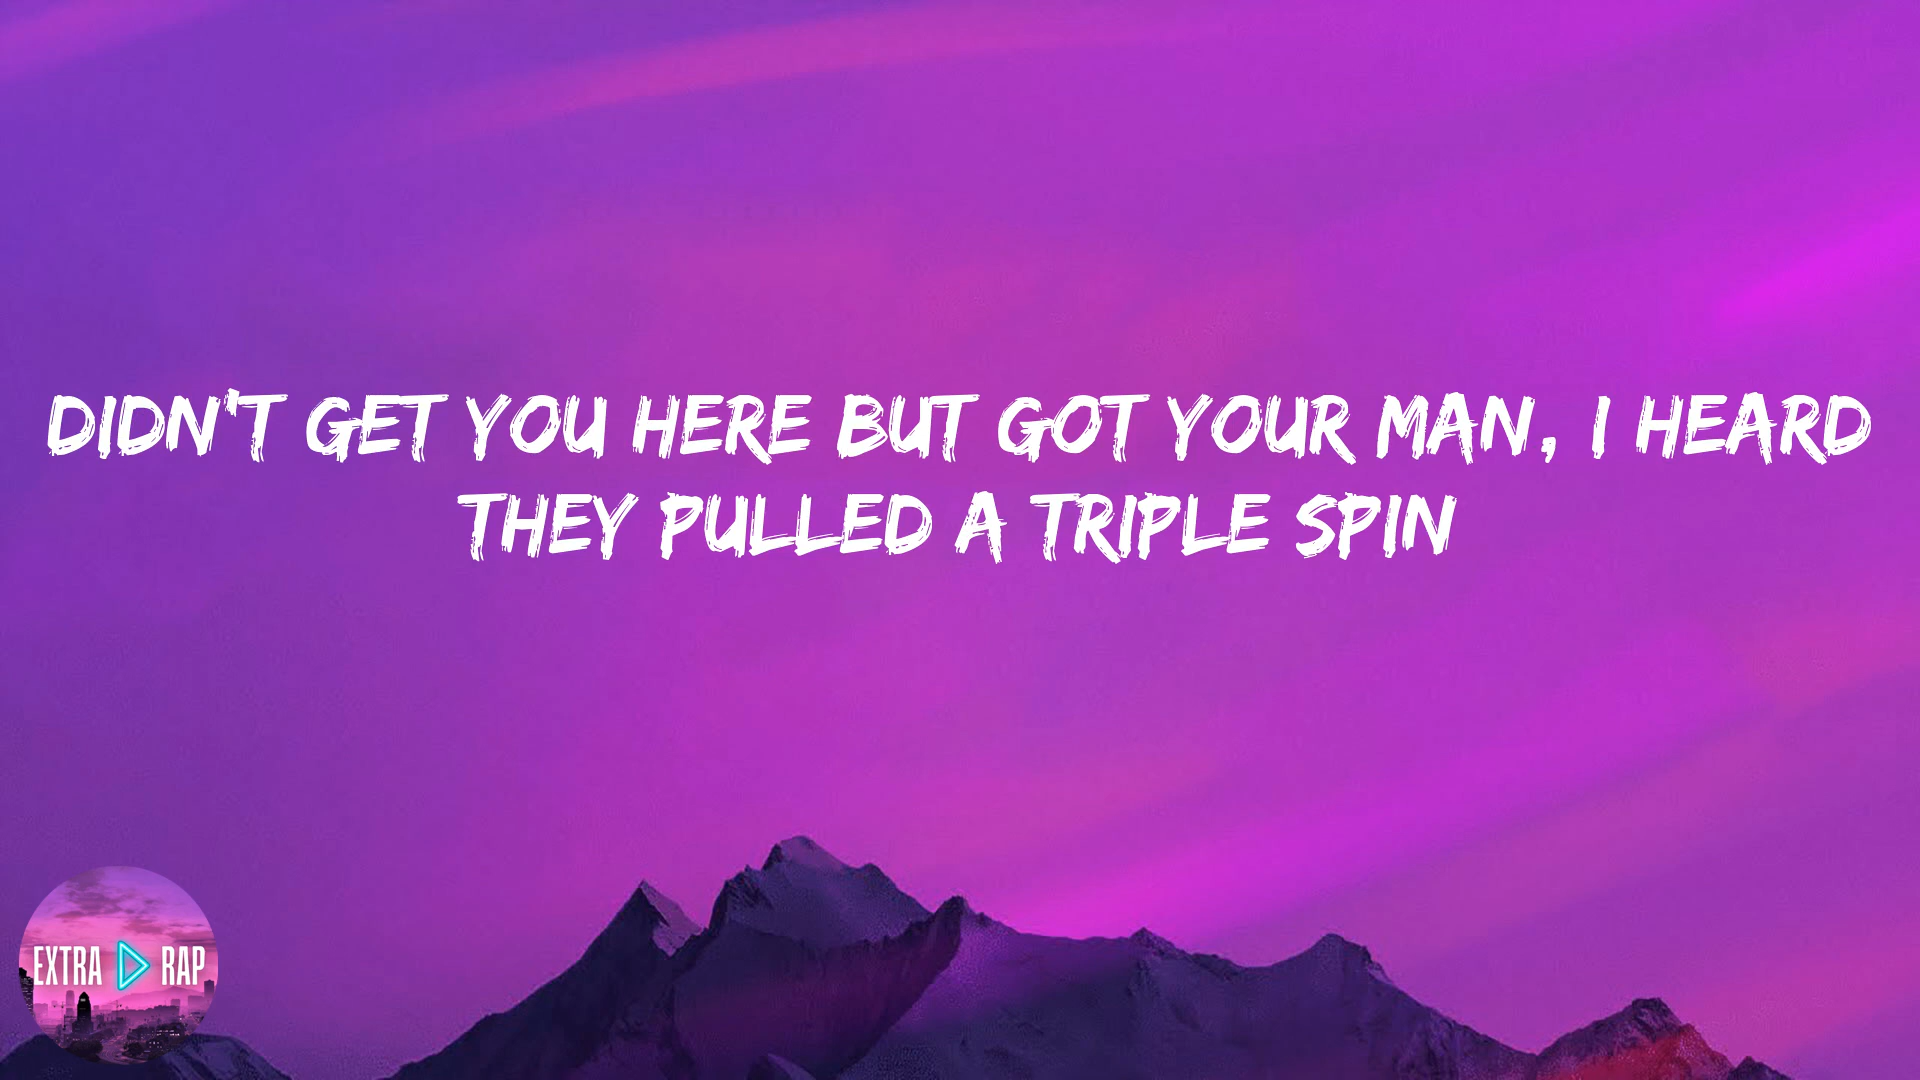 DIDN'T GET YOU HERE BUT GOT YOUR MAN, I HEARD
THEY PULLED A TRIPLE SPIN
EXTRA RAP